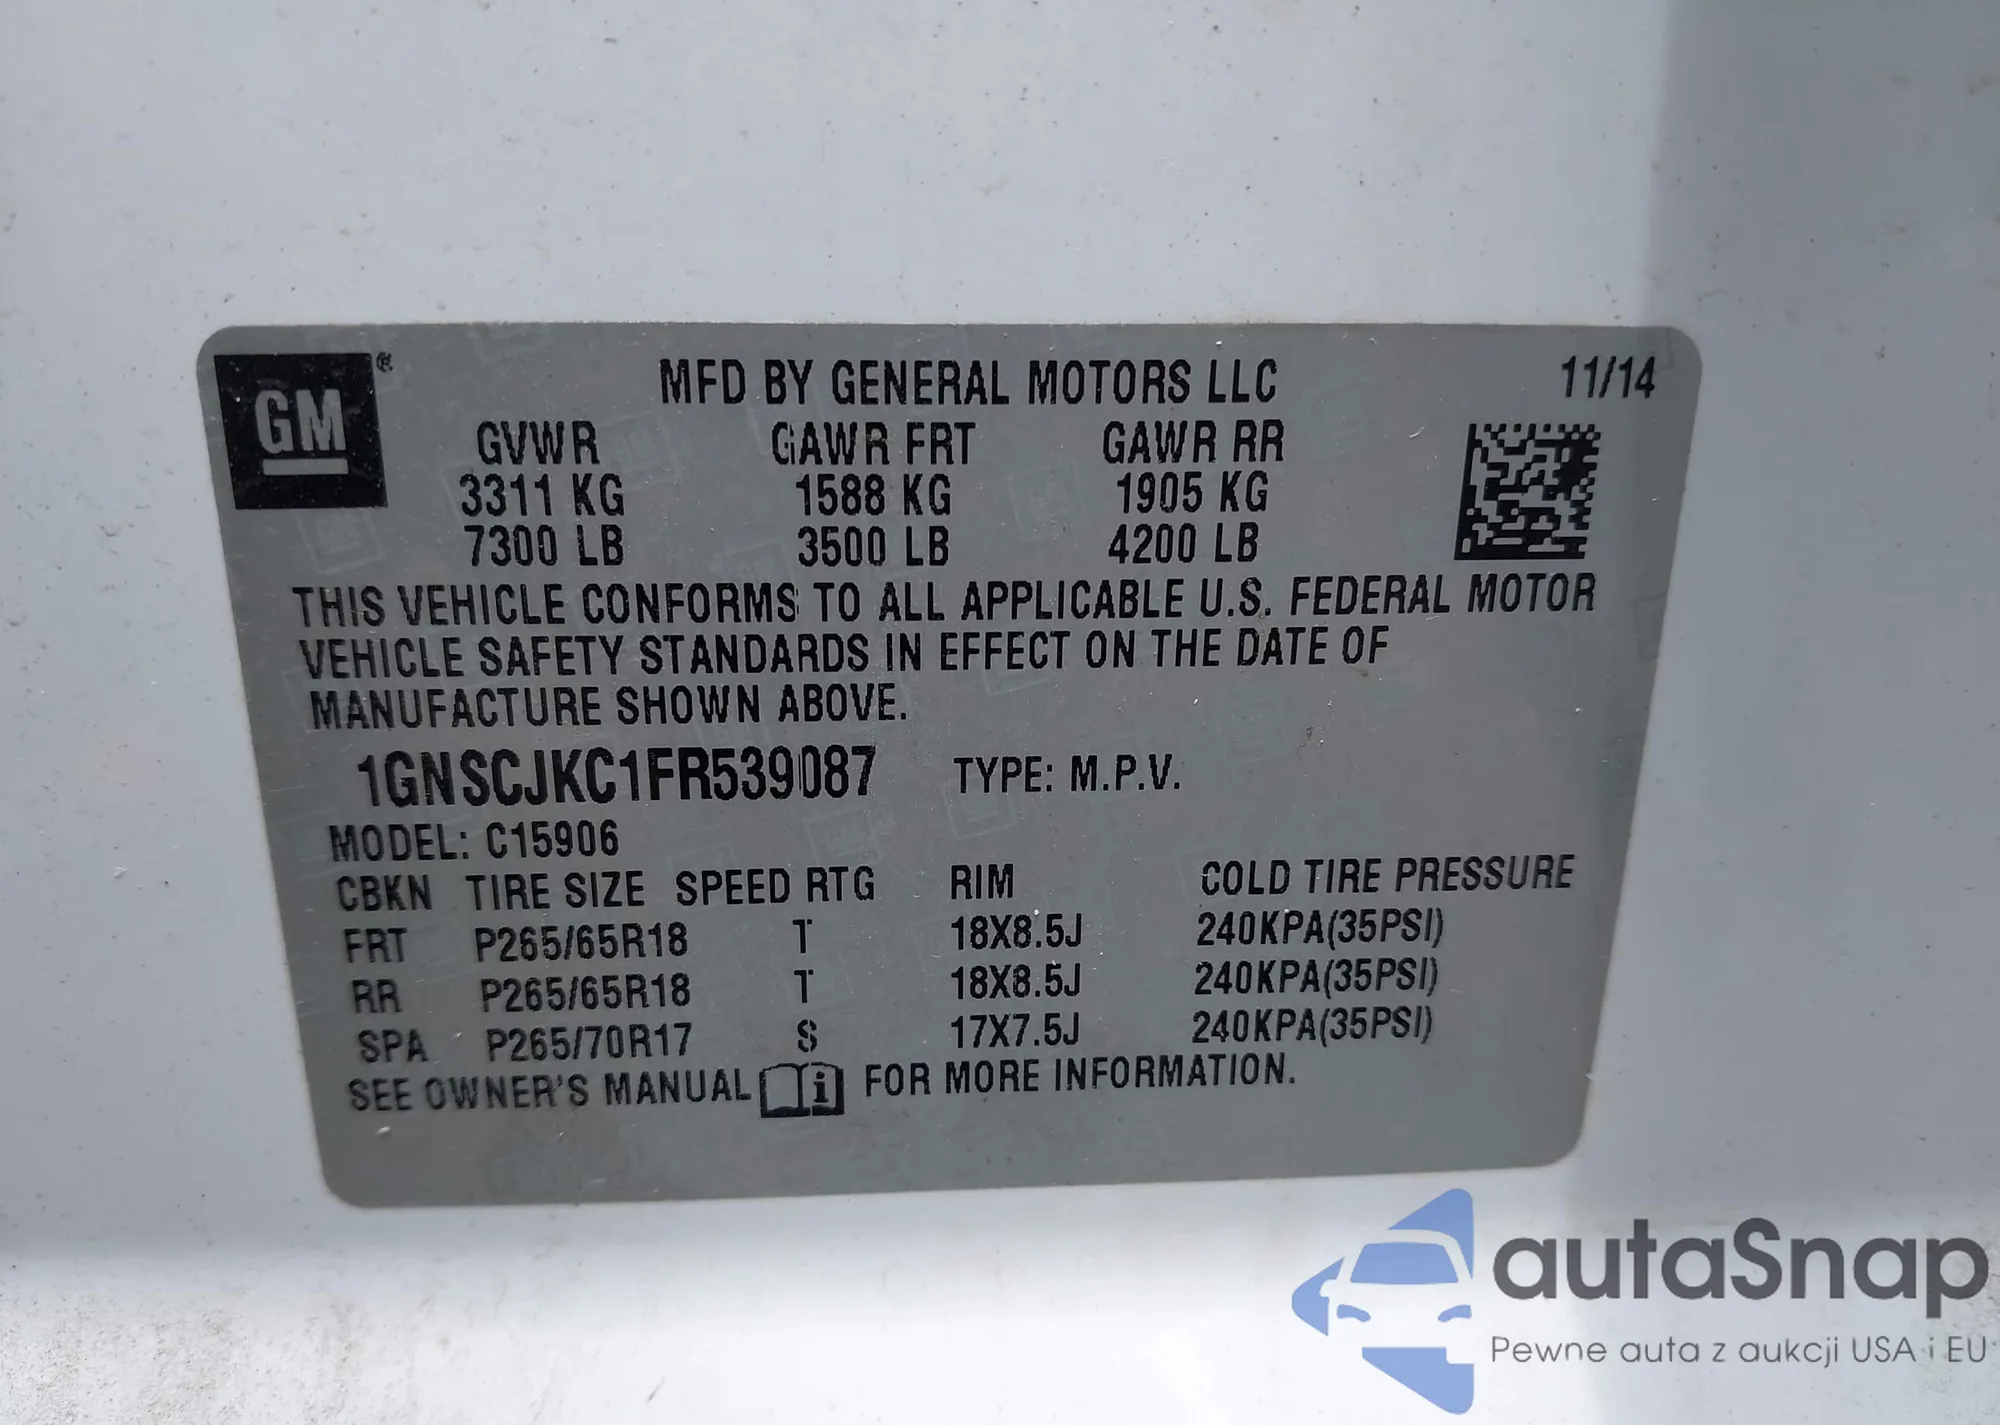 GM®
MFD BY GENERAL MOTORS LLC 11/14
GVWR GAWR FRT GAWR RR
3311 KG 1588 KG 1905 KG
7300 LB 3500 LB 4200 LB
THIS VEHICLE CONFORMS TO ALL APPLICABLE U.S. FEDERAL MOTOR
VEHICLE SAFETY STANDARDS IN EFFECT ON THE DATE OF
MANUFACTURE SHOWN ABOVE.
1GNSCJKC1FR539087 TYPE: M.P.V.
MODEL: C15906
CBKN TIRE SIZE SPEED RTG RIM COLD TIRE PRESSURE
FRT P265/65R18 T 18X8.5J 240KPA(35PSI)
RR P265/65R18 T 18X8.5J 240KPA(35PSI)
SPA P265/70R17 S 17X7.5J 240KPA(35PSI)
SEE OWNER'S MANUAL i FOR MORE INFORMATION.
autaSnap
Pewne auta z aukcji USA i EU